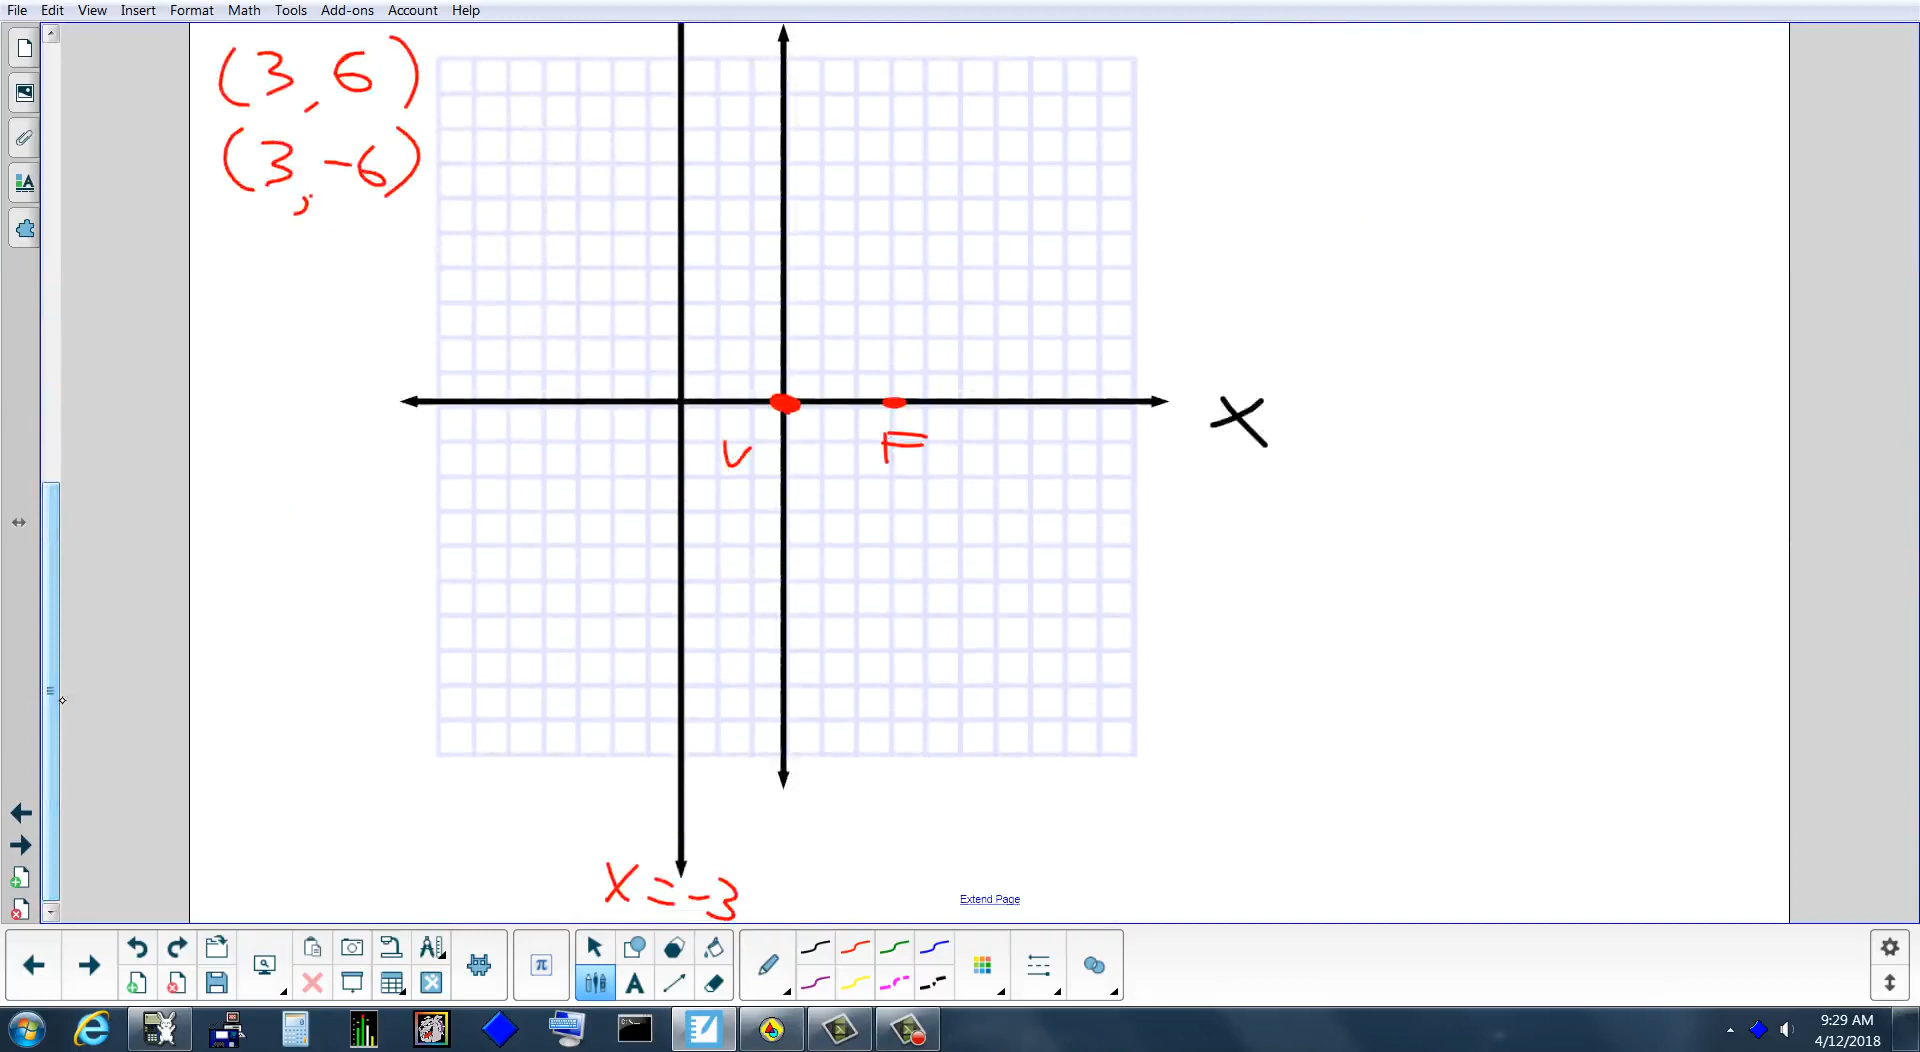 File Edit View Insert Format Math Tools Add-ons Account Help
(3, 6)
(3, -6)
X
V F
X = -3
Extend Page
π
A
9:29 AM
4/12/2018